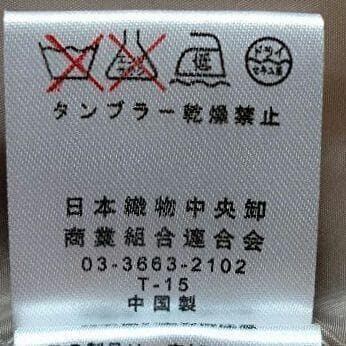 低 ドライ
セキユ系
タンブラー乾燥禁止
日本織物中央卸
商業組合連合会
03-3663-2102
T-15
中国製